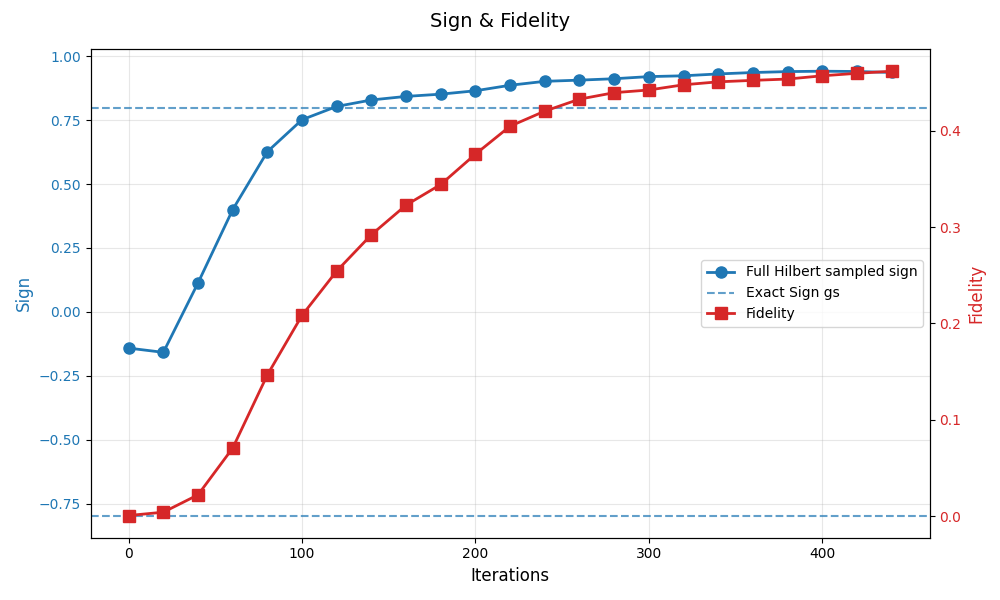 Sign & Fidelity
1.00
0.75
0.50
0.25
0.00
−0.25
−0.50
−0.75
Sign
0.4
0.3
0.2
0.1
0.0
Fidelity
Full Hilbert sampled sign
Exact Sign gs
Fidelity
0
100
200
300
400
Iterations